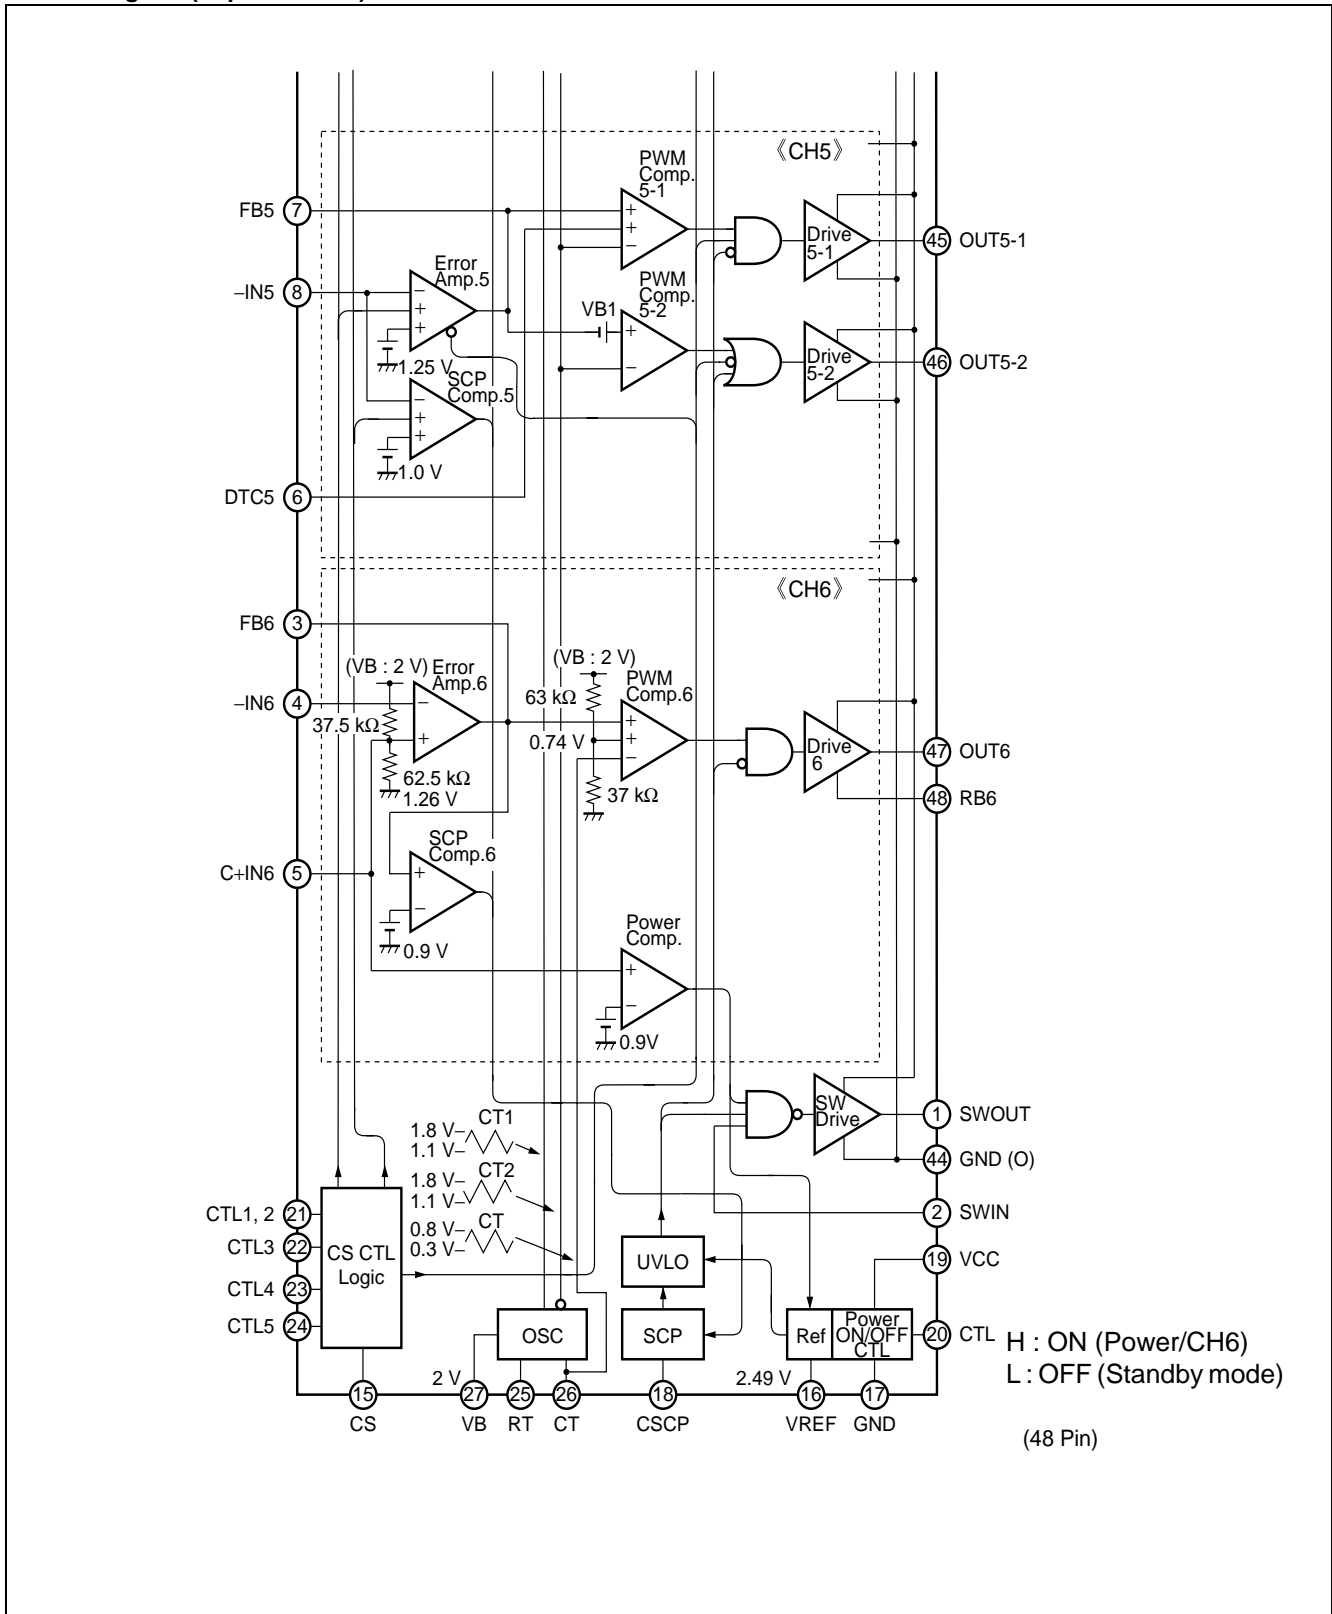 《CH5》
PWM
Comp.
5-1
FB5 7
+
+
−
Drive
5-1
45 OUT5-1
Error
Amp.5
−IN5 8
−
+
+
1.25 V
VB1
PWM
Comp.
5-2
+
−
Drive
5-2
46 OUT5-2
SCP
Comp.5
−
+
+
1.0 V
DTC5 6
《CH6》
FB6 3
(VB : 2 V)
Error
Amp.6
−IN6 4
37.5 kΩ
−
+
62.5 kΩ
1.26 V
(VB : 2 V)
63 kΩ
0.74 V
37 kΩ
PWM
Comp.6
+
+
−
Drive
6
47 OUT6
48 RB6
SCP
Comp.6
C+IN6 5
+
−
0.9 V
Power
Comp.
+
−
0.9V
SW
Drive
1 SWOUT
44 GND (O)
2 SWIN
19 VCC
20 CTL
H : ON (Power/CH6)
L : OFF (Standby mode)
1.8 V
1.1 V
CT1
1.8 V
1.1 V
CT2
0.8 V
0.3 V
CT
CTL1, 2 21
CTL3 22
CTL4 23
CTL5 24
CS CTL
Logic
OSC
UVLO
SCP
Ref
Power
ON/OFF
CTL
2 V
2.49 V
15 27 25 26 18 16 17
CS VB RT CT CSCP VREF GND
(48 Pin)